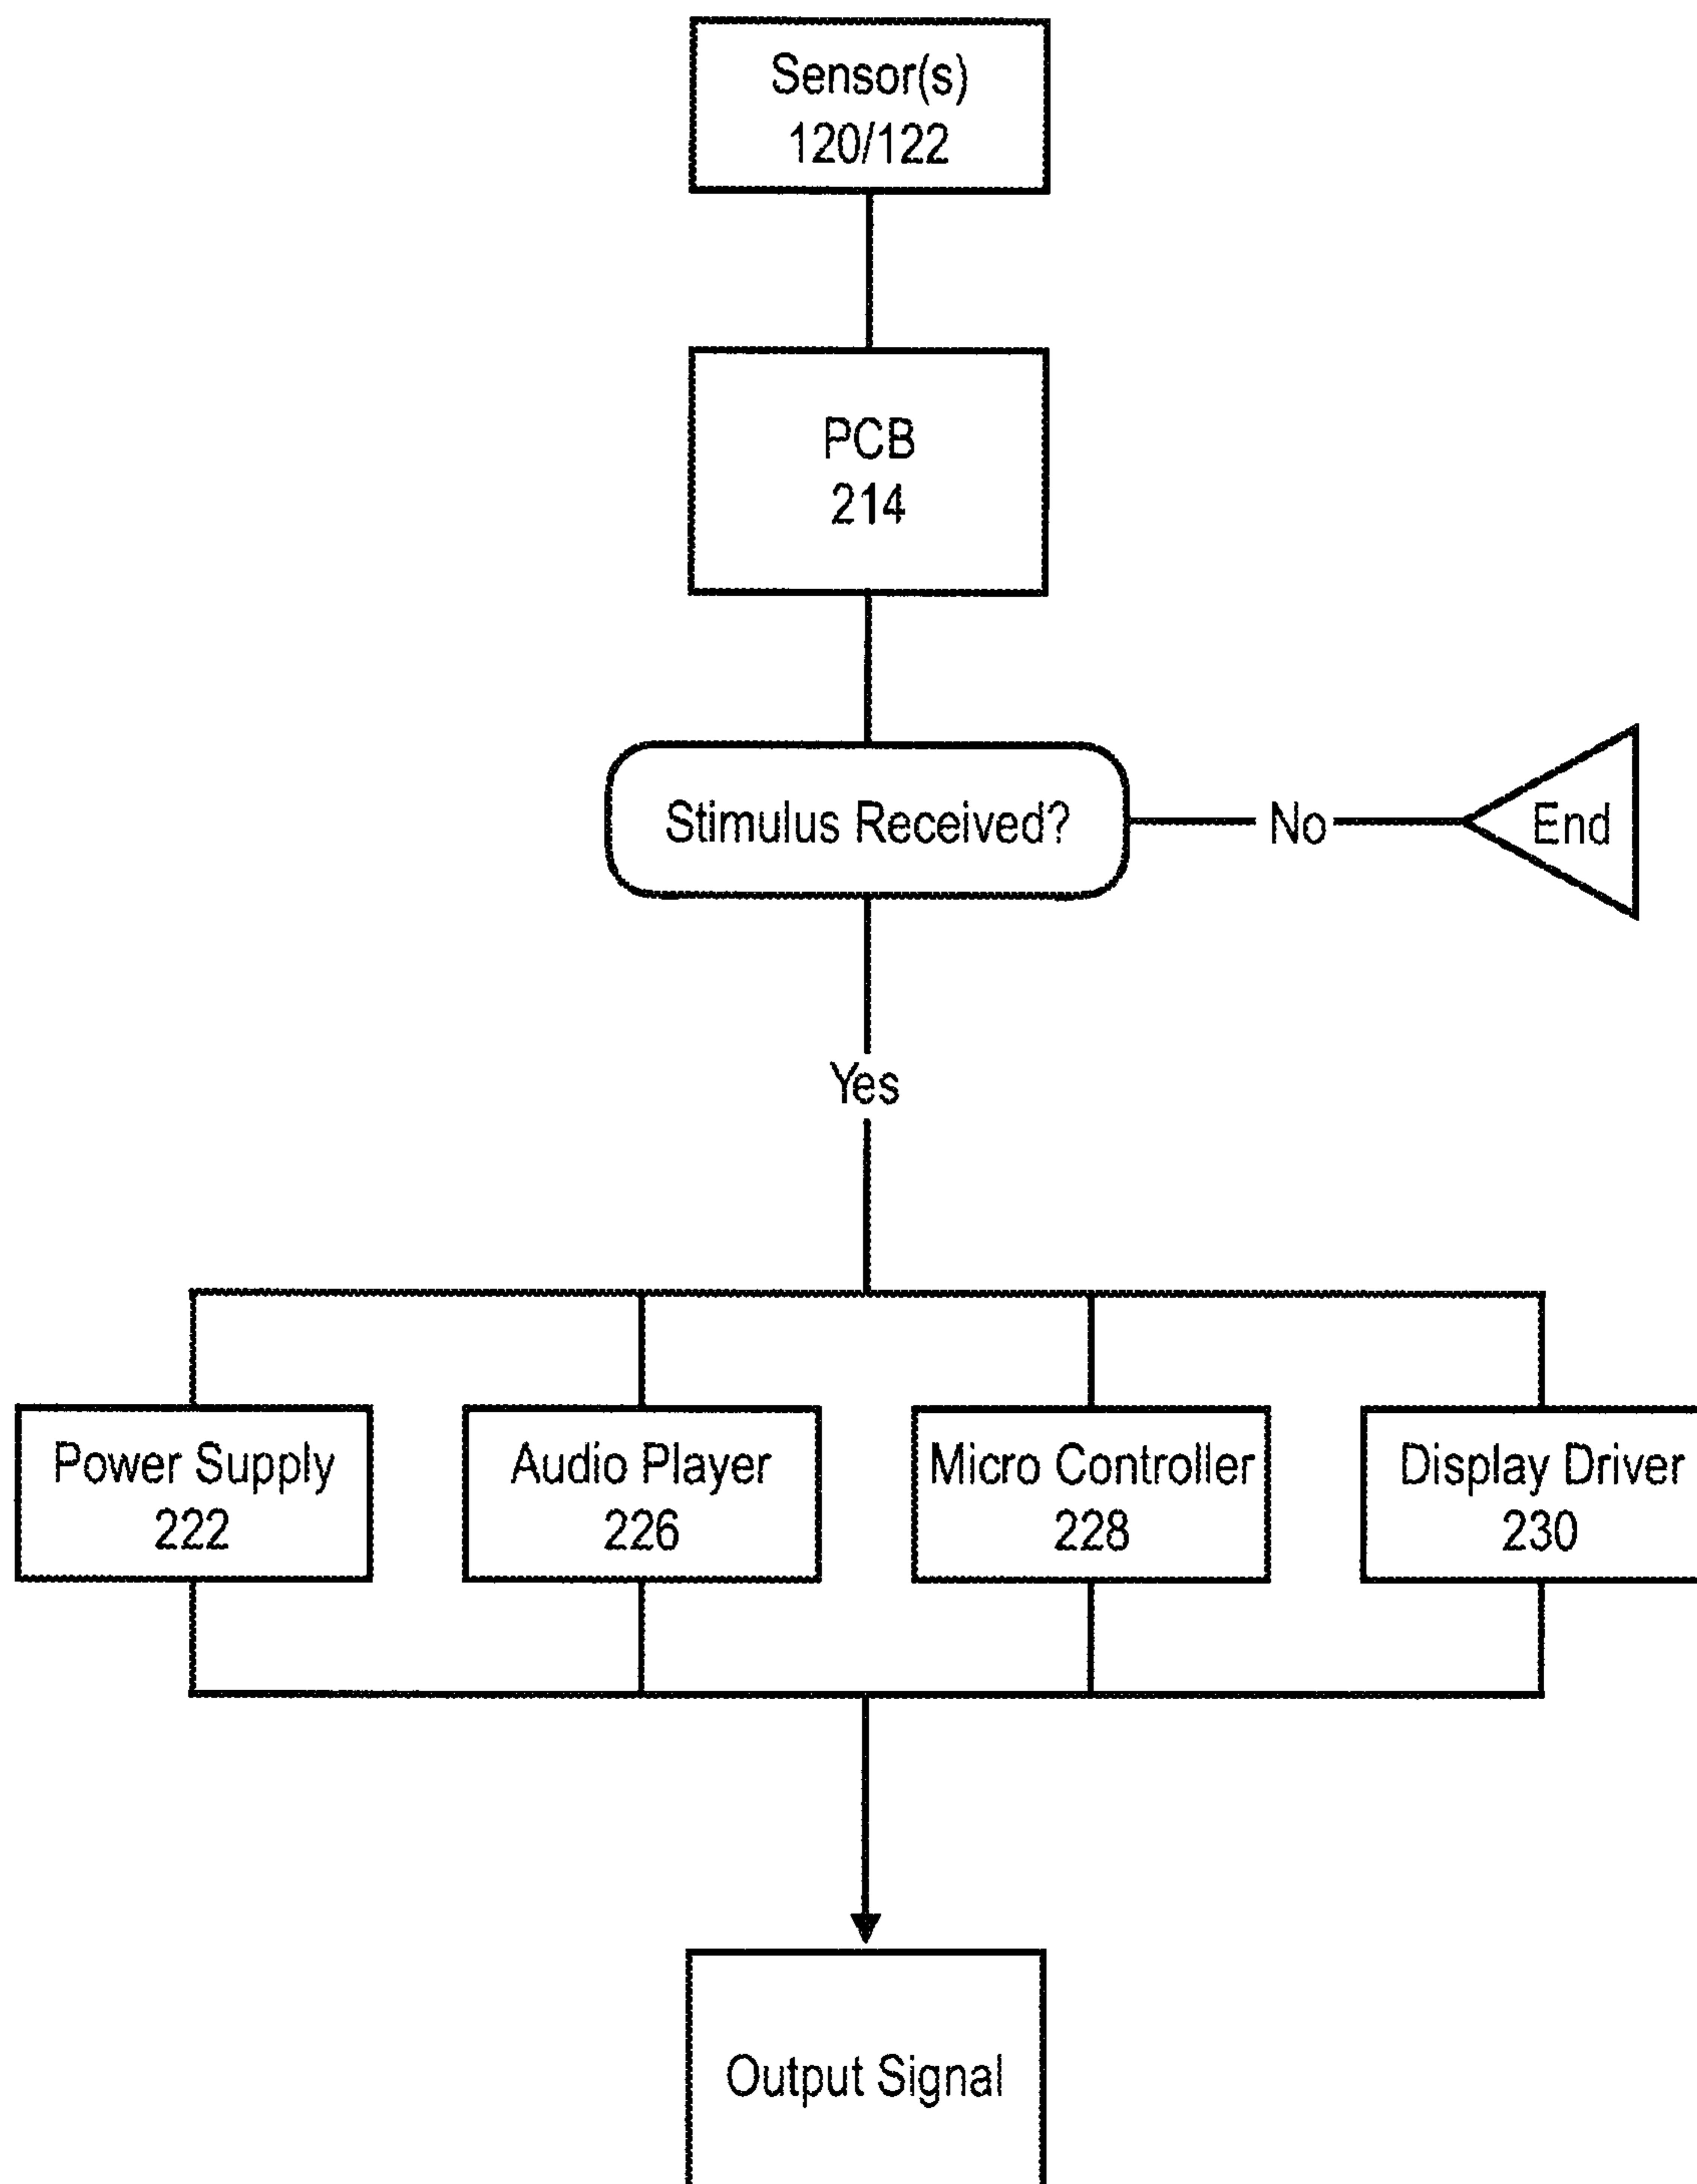 Sensor(s)
120/122
PCB
214
Stimulus Received?
No
End
Yes
Power Supply
222
Audio Player
226
Micro Controller
228
Display Driver
230
Output Signal